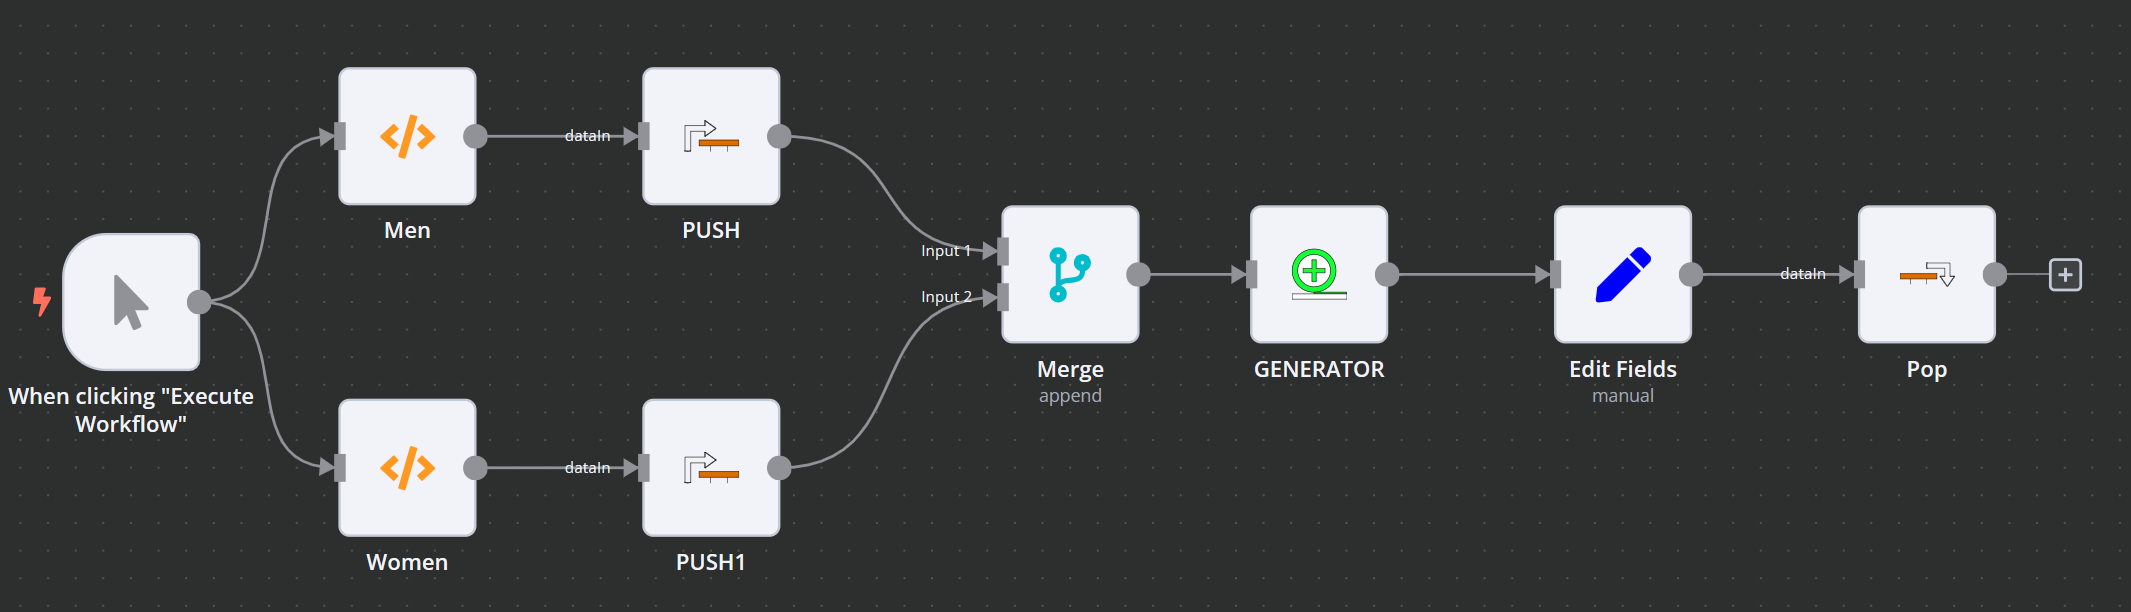 Men
dataIn
PUSH
When clicking "Execute
Workflow"
Women
dataIn
PUSH1
Input 1
Input 2
Merge
append
GENERATOR
Edit Fields
manual
dataIn
Pop